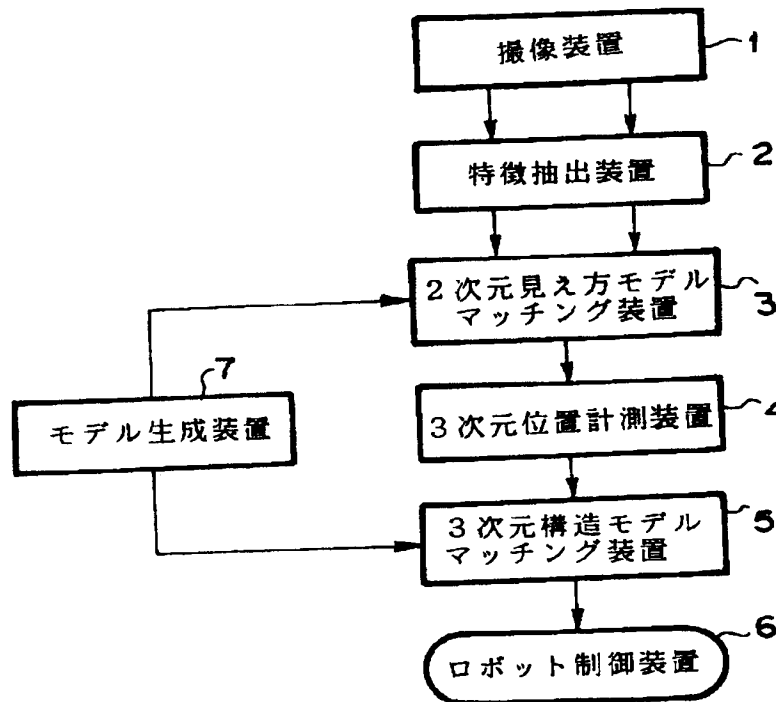 撮像装置
1
特徴抽出装置
2
2次元見え方モデル
マッチング装置
3
7
モデル生成装置
3次元位置計測装置
4
3次元構造モデル
マッチング装置
5
ロボット制御装置
6